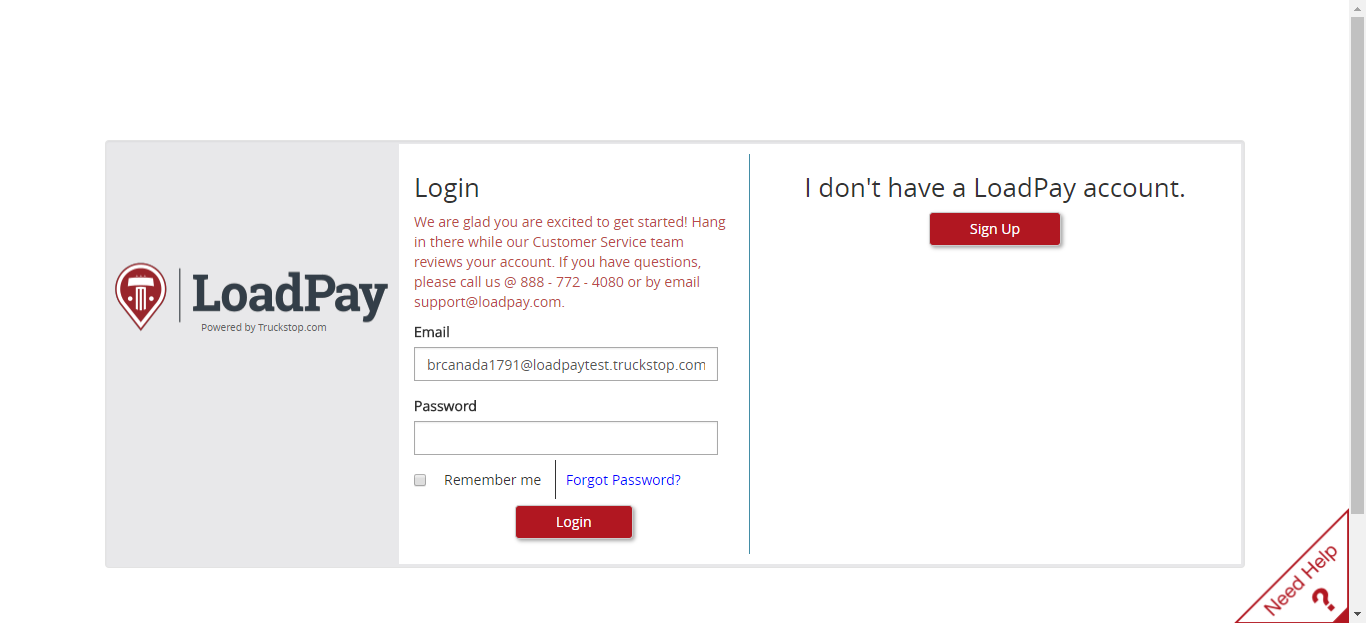 LoadPay
Powered by Truckstop.com
Login
We are glad you are excited to get started! Hang
in there while our Customer Service team
reviews your account. If you have questions,
please call us @ 888 - 772 - 4080 or by email
support@loadpay.com.
Email
brcanada1791@loadpaytest.truckstop.com
Password
Remember me
Forgot Password?
Login
I don't have a LoadPay account.
Sign Up
Need Help
?